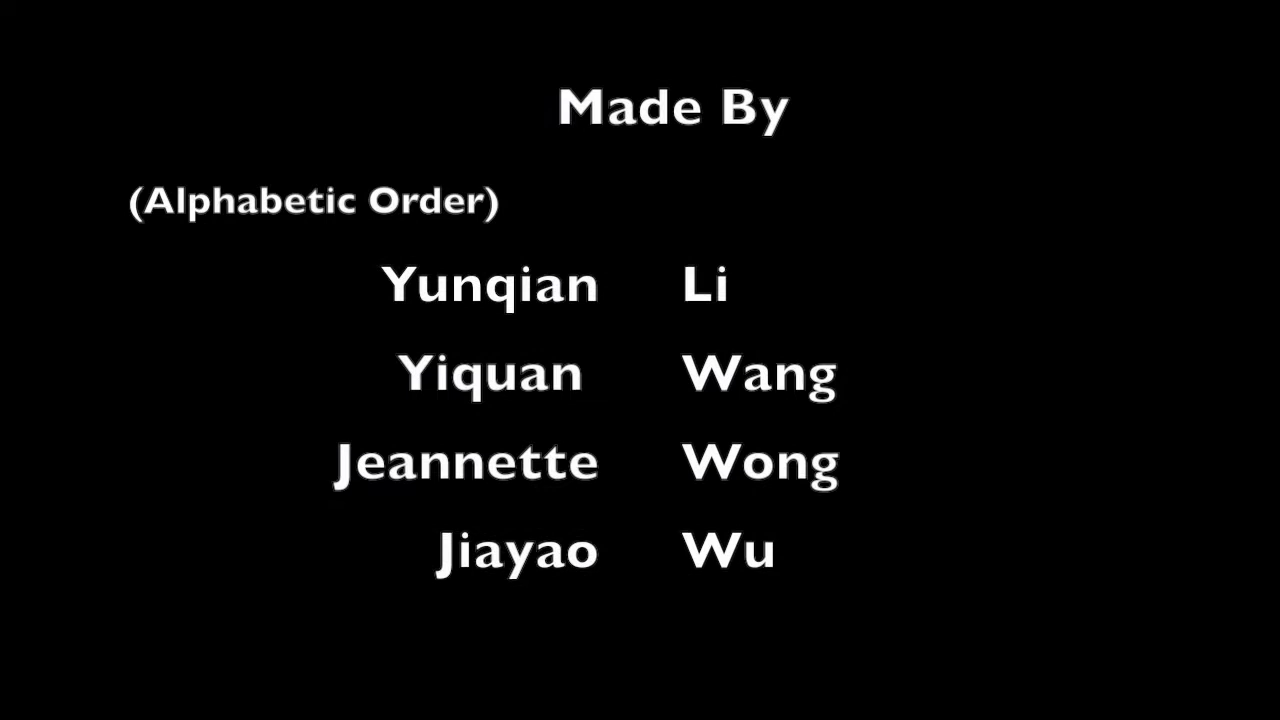 Made By
(Alphabetic Order)
Yunqian Li
Yiquan Wang
Jeannette Wong
Jiayao Wu